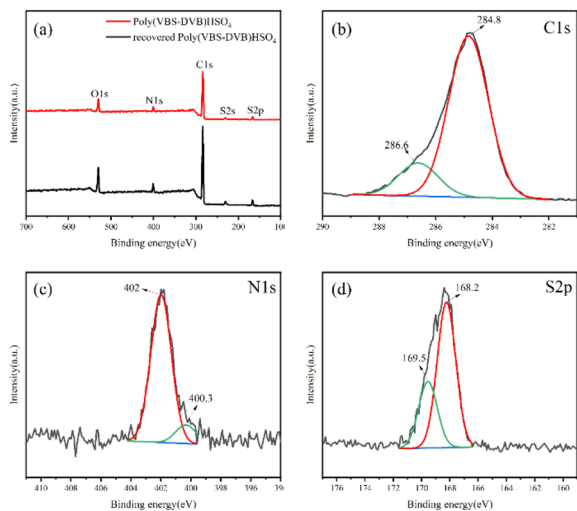 (a)
Poly(VBS-DVB)HSO₄
recovered Poly(VBS-DVB)HSO₄
C1s
O1s
N1s
S2s
S2p
Intensity(a.u.)
700 600 500 400 300 200 100
Binding energy(eV)
(b)
C1s
284.8
286.6
Intensity(a.u.)
290 288 286 284 282
Binding energy(eV)
(c)
N1s
402
400.3
Intensity(a.u.)
410 408 406 404 402 400 398 396 394
Binding energy(eV)
(d)
S2p
168.2
169.5
Intensity(a.u.)
176 174 172 170 168 166 164 162 160
Binding energy(eV)